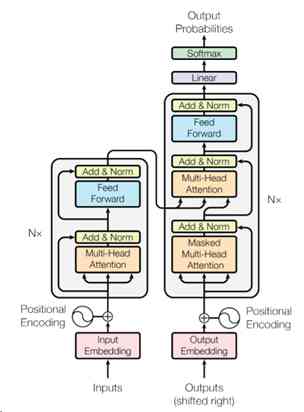 Output
Probabilities
Softmax
Linear
Add & Norm
Feed
Forward
Add & Norm
Multi-Head
Attention
Add & Norm
Masked
Multi-Head
Attention
Nx
Add & Norm
Feed
Forward
Add & Norm
Multi-Head
Attention
Nx
Positional
Encoding
Positional
Encoding
Input
Embedding
Output
Embedding
Inputs
Outputs
(shifted right)